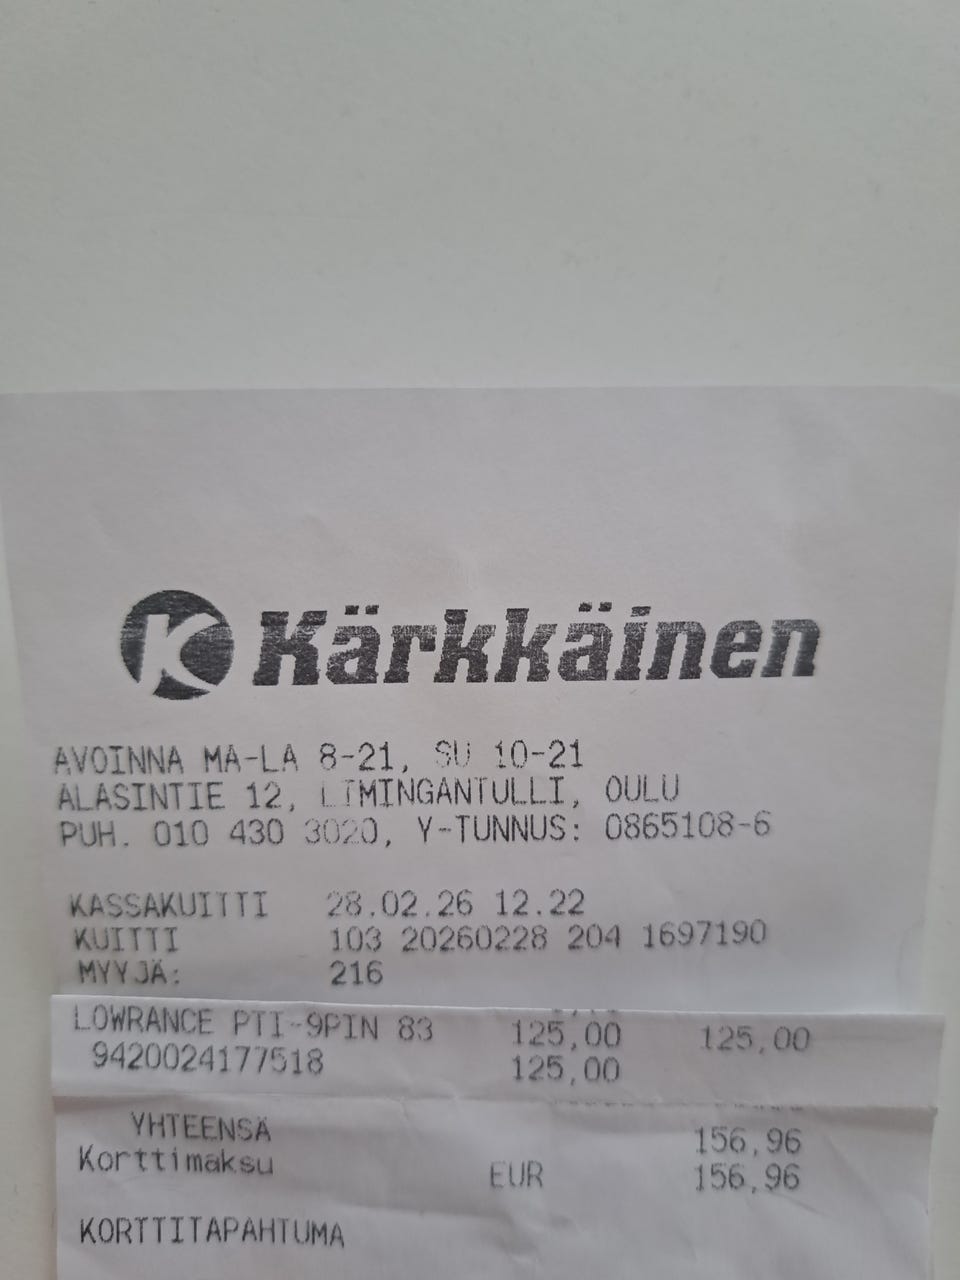 K Kärkkäinen
AVOINNA MA-LA 8-21, SU 10-21
ALASINTIE 12, LIMINGANTULLI, OULU
PUH. 010 430 3020, Y-TUNNUS: 0865108-6
KASSAKUITTI 28.02.26 12.22
KUITTI 103 20260228 204 1697190
MYYJÄ: 216
LOWRANCE PTI-9PIN 83 125,00 125,00
9420024177518 125,00
YHTEENSÄ 156,96
Korttimaksu EUR 156,96
KORTTITAPAHTUMA